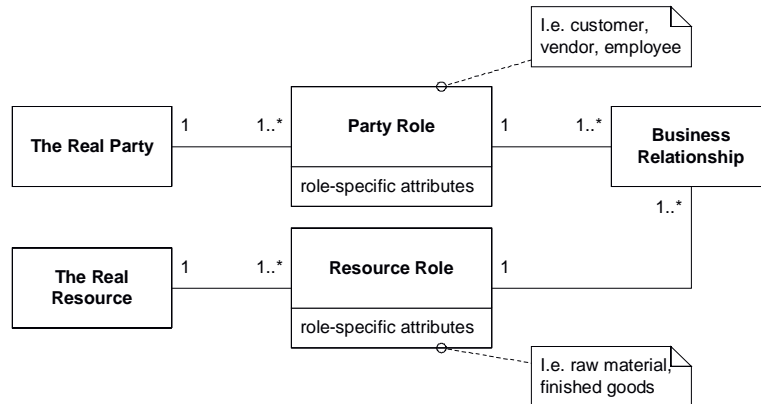 I.e. customer,
vendor, employee
The Real Party
1
1..*
Party Role
role-specific attributes
1
1..*
Business
Relationship
1..*
The Real
Resource
1
1..*
Resource Role
role-specific attributes
1
I.e. raw material,
finished goods